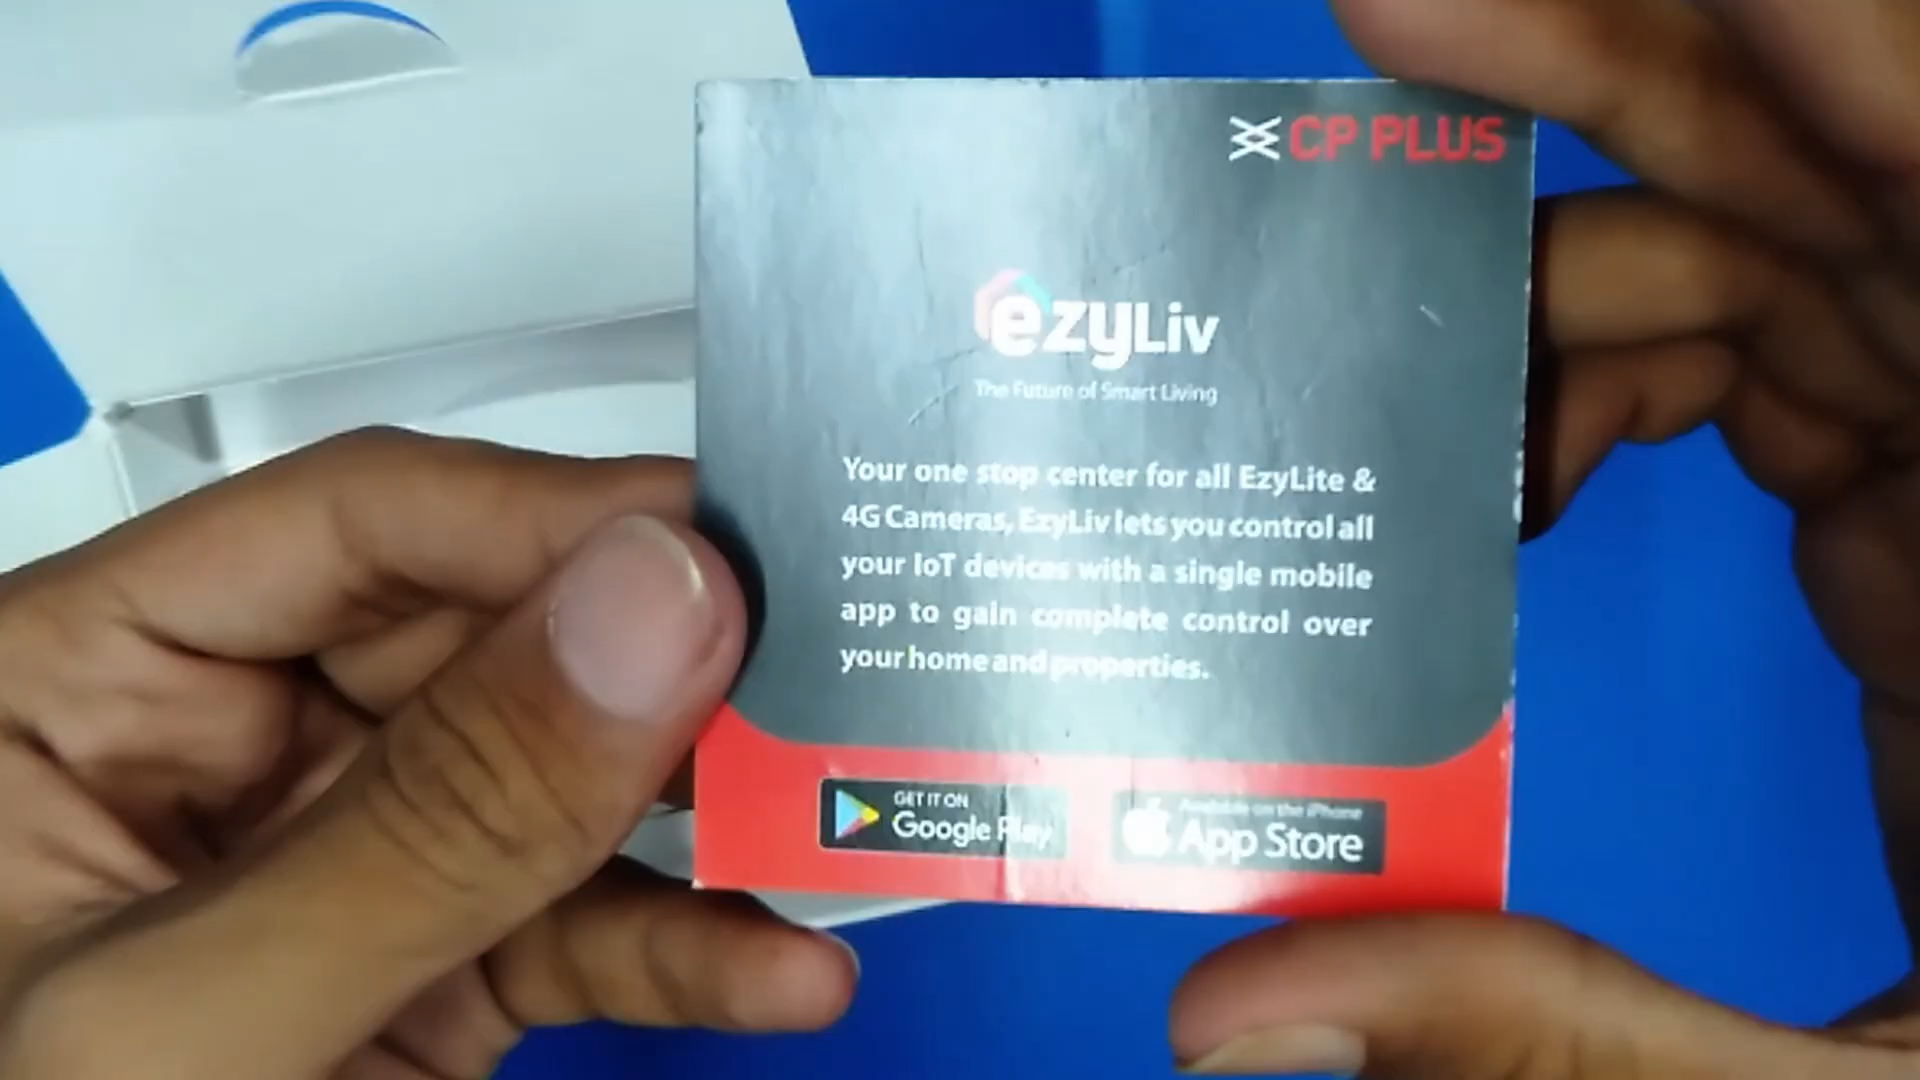 CP PLUS
ezyLiv
The Future of Smart Living
Your one stop center for all EzyLite &
4G Cameras, EzyLiv lets you control all
your IoT devices with a single mobile
app to gain complete control over
your home and properties.
GET IT ON
Google Play
Available on the iPhone
App Store